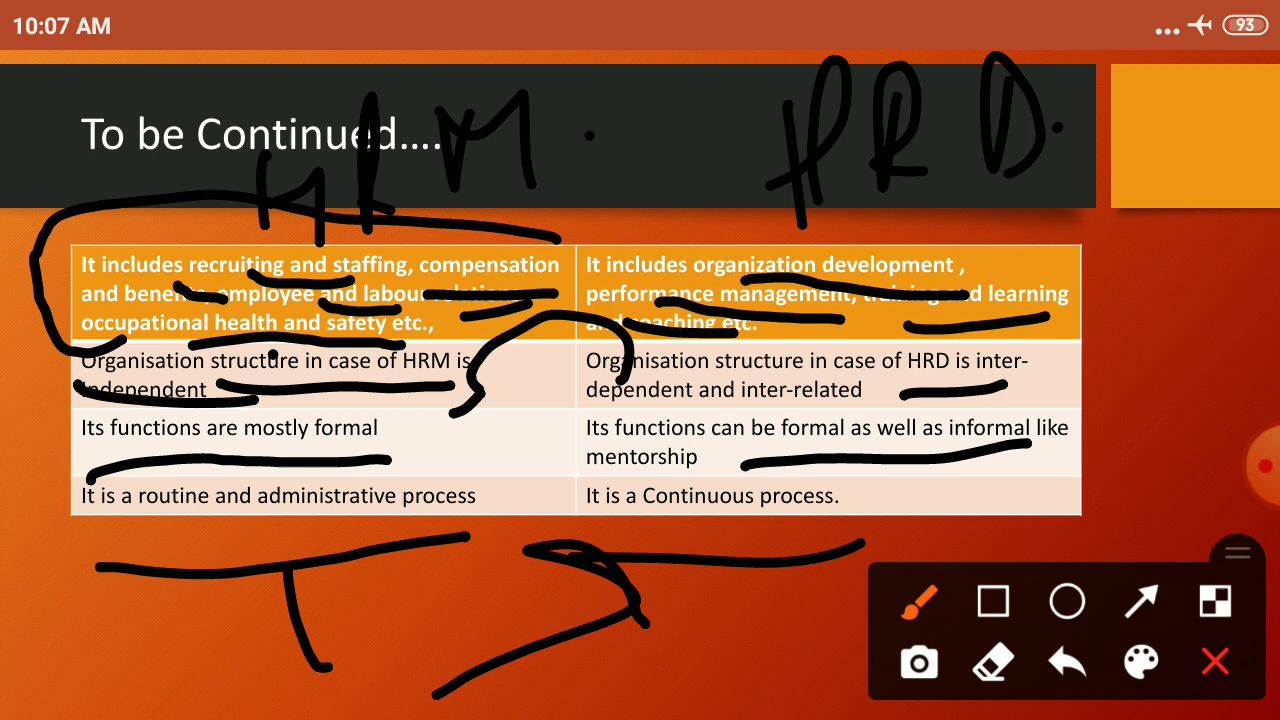 10:07 AM
93
To be Continued....
HRM
HRD
It includes recruiting and staffing, compensation
and benefits, employee and labour relations,
occupational health and safety etc.,
It includes organization development ,
performance management, training and learning
and coaching etc.
Organisation structure in case of HRM is
independent
Organisation structure in case of HRD is inter-
dependent and inter-related
Its functions are mostly formal
Its functions can be formal as well as informal like
mentorship
It is a routine and administrative process
It is a Continuous process.